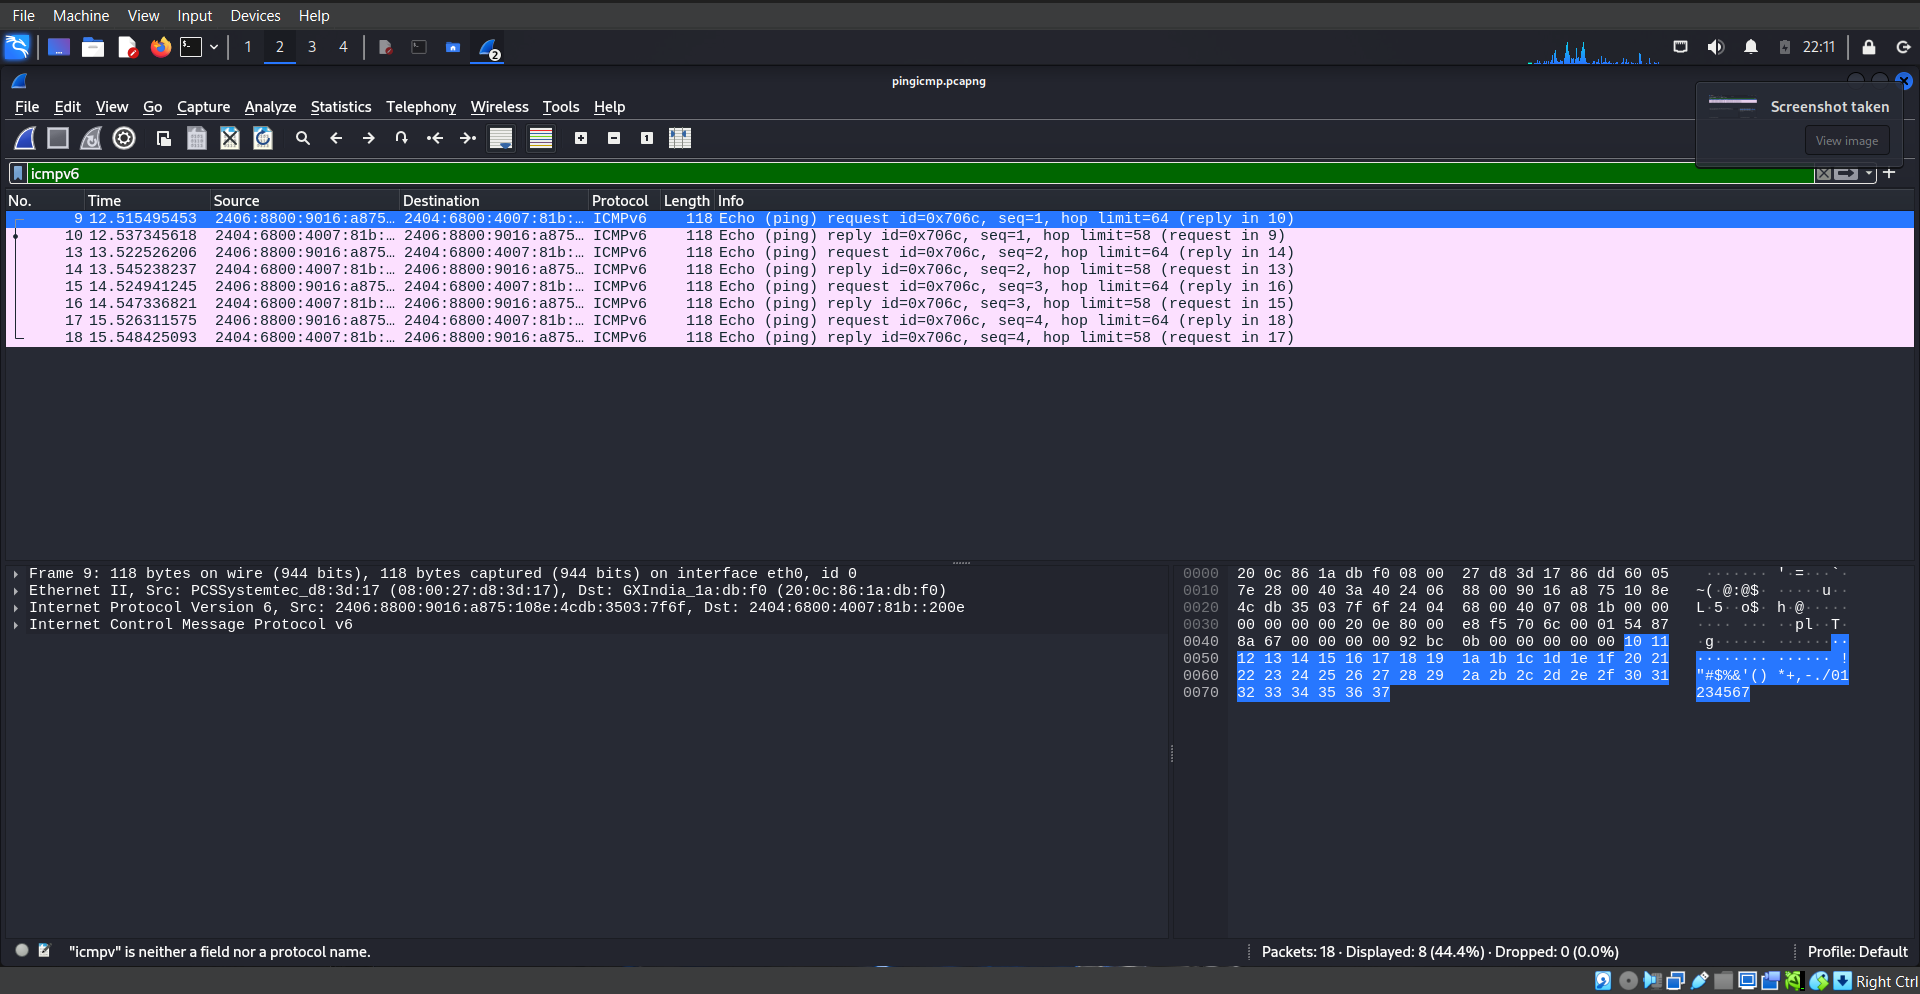 File Machine View Input Devices Help
1 2 3 4 2 22:11
pingicmp.pcapng
File Edit View Go Capture Analyze Statistics Telephony Wireless Tools Help
Screenshot taken
View image
icmpv6
No. Time Source Destination Protocol Length Info
9 12.515495453 2406:8800:9016:a875… 2404:6800:4007:81b:… ICMPv6 118 Echo (ping) request id=0x706c, seq=1, hop limit=64 (reply in 10)
10 12.537345618 2404:6800:4007:81b:… 2406:8800:9016:a875… ICMPv6 118 Echo (ping) reply id=0x706c, seq=1, hop limit=58 (request in 9)
13 13.522526206 2406:8800:9016:a875… 2404:6800:4007:81b:… ICMPv6 118 Echo (ping) request id=0x706c, seq=2, hop limit=64 (reply in 14)
14 13.545238237 2404:6800:4007:81b:… 2406:8800:9016:a875… ICMPv6 118 Echo (ping) reply id=0x706c, seq=2, hop limit=58 (request in 13)
15 14.524941245 2406:8800:9016:a875… 2404:6800:4007:81b:… ICMPv6 118 Echo (ping) request id=0x706c, seq=3, hop limit=64 (reply in 16)
16 14.547336821 2404:6800:4007:81b:… 2406:8800:9016:a875… ICMPv6 118 Echo (ping) reply id=0x706c, seq=3, hop limit=58 (request in 15)
17 15.526311575 2406:8800:9016:a875… 2404:6800:4007:81b:… ICMPv6 118 Echo (ping) request id=0x706c, seq=4, hop limit=64 (reply in 18)
18 15.548425093 2404:6800:4007:81b:… 2406:8800:9016:a875… ICMPv6 118 Echo (ping) reply id=0x706c, seq=4, hop limit=58 (request in 17)
Frame 9: 118 bytes on wire (944 bits), 118 bytes captured (944 bits) on interface eth0, id 0
Ethernet II, Src: PCSSystemtec_d8:3d:17 (08:00:27:d8:3d:17), Dst: GXIndia_1a:db:f0 (20:0c:86:1a:db:f0)
Internet Protocol Version 6, Src: 2406:8800:9016:a875:108e:4cdb:3503:7f6f, Dst: 2404:6800:4007:81b::200e
Internet Control Message Protocol v6
0000 20 0c 86 1a db f0 08 00 27 d8 3d 17 86 dd 60 05 ·······' ·=···`·
0010 7e 28 00 40 3a 40 24 06 88 00 90 16 a8 75 10 8e ~(·@:@$· ·····u··
0020 4c db 35 03 7f 6f 24 04 68 00 40 07 08 1b 00 00 L·5··o$· h·@·····
0030 00 00 00 00 20 0e 80 00 e8 f5 70 6c 00 01 54 87 ···· ··· ··pl··T·
0040 8a 67 00 00 00 00 92 bc 0b 00 00 00 00 00 10 11 ·g······ ········
0050 12 13 14 15 16 17 18 19 1a 1b 1c 1d 1e 1f 20 21 ········ ······ !
0060 22 23 24 25 26 27 28 29 2a 2b 2c 2d 2e 2f 30 31 "#$%&'() *+,-./01
0070 32 33 34 35 36 37 234567
"icmpv" is neither a field nor a protocol name.
Packets: 18 · Displayed: 8 (44.4%) · Dropped: 0 (0.0%)
Profile: Default
Right Ctrl